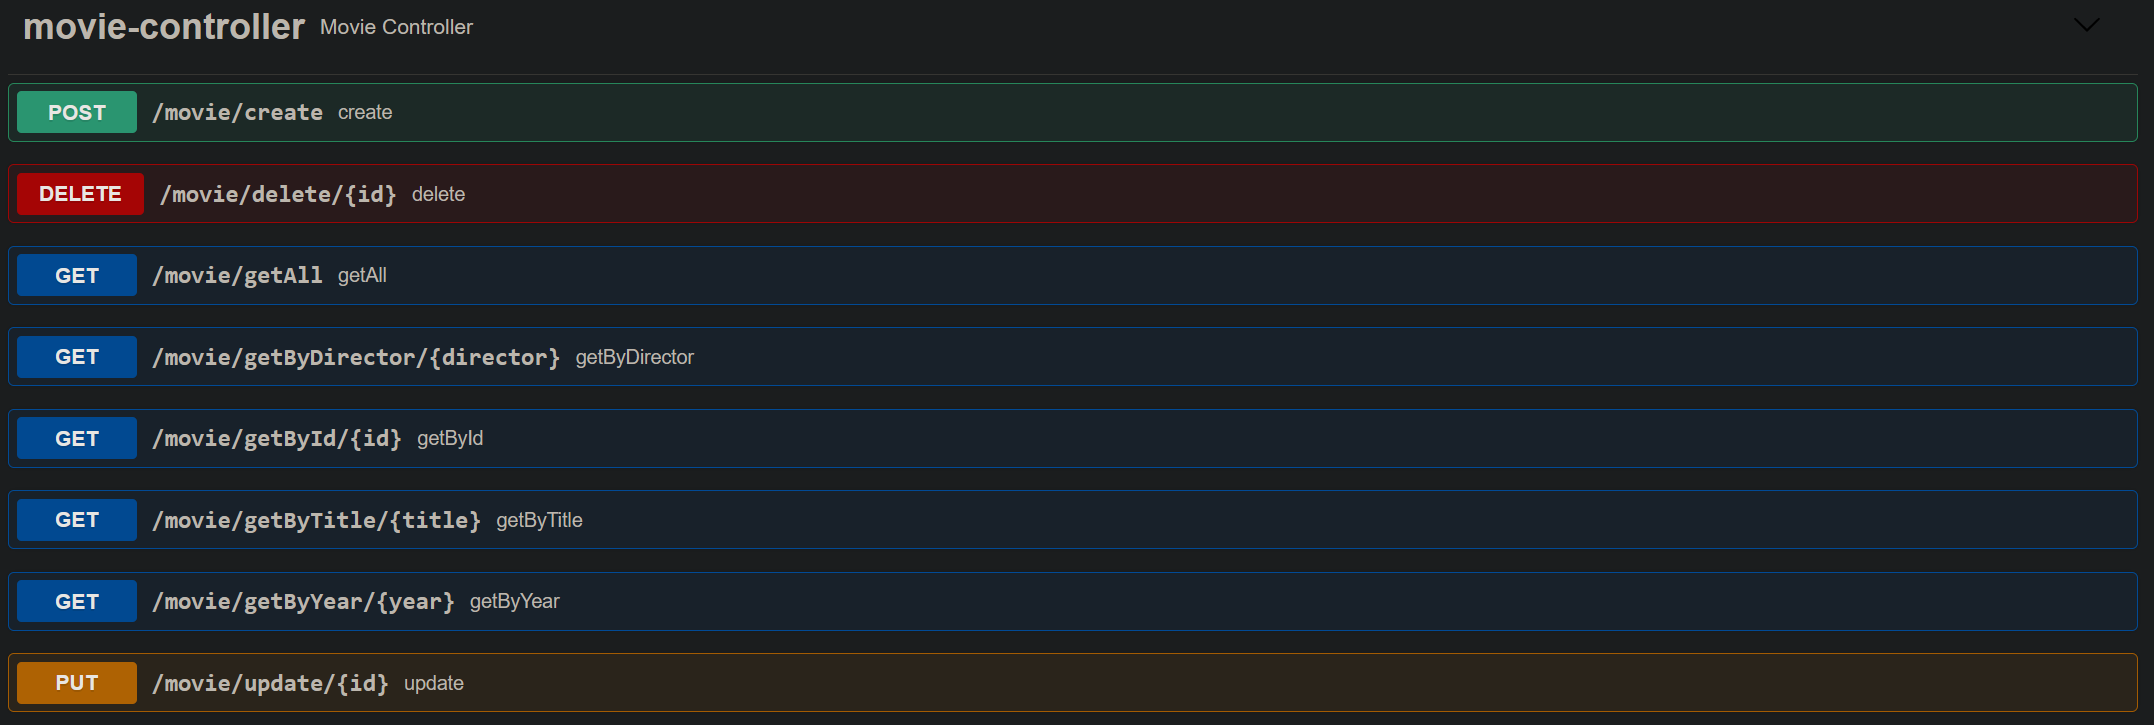 movie-controller Movie Controller
POST /movie/create create
DELETE /movie/delete/{id} delete
GET /movie/getAll getAll
GET /movie/getByDirector/{director} getByDirector
GET /movie/getById/{id} getById
GET /movie/getByTitle/{title} getByTitle
GET /movie/getByYear/{year} getByYear
PUT /movie/update/{id} update